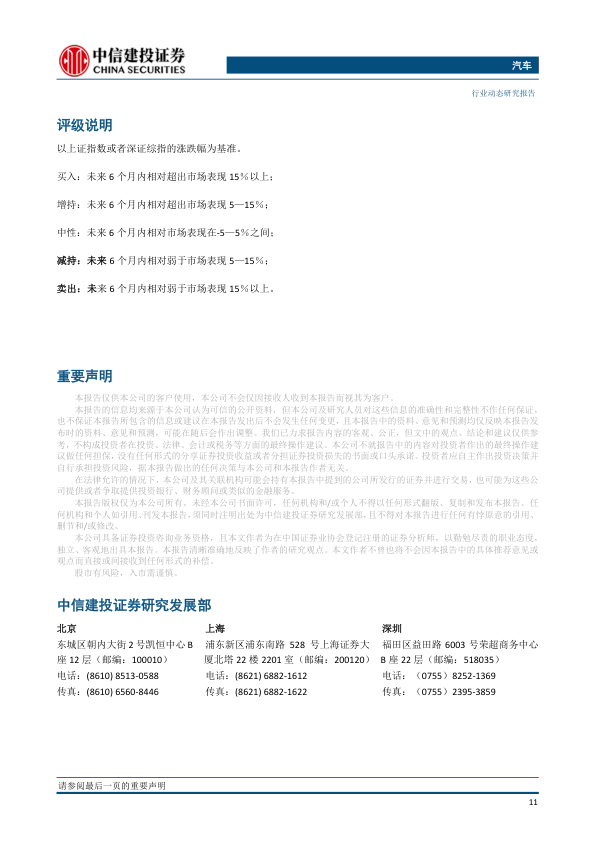 中信建投证券
CHINA SECURITIES
汽车
行业动态研究报告
评级说明
以上证指数或者深证综指的涨跌幅为基准。
买入：未来 6 个月内相对超出市场表现 15％以上；
增持：未来 6 个月内相对超出市场表现 5—15％；
中性：未来 6 个月内相对市场表现在-5—5％之间；
减持：未来 6 个月内相对弱于市场表现 5—15％；
卖出：未来 6 个月内相对弱于市场表现 15％以上。
重要声明
本报告仅供本公司的客户使用，本公司不会仅因接收人收到本报告而视其为客户。
本报告的信息均来源于本公司认为可信的公开资料，但本公司及研究人员对这些信息的准确性和完整性不作任何保证，
也不保证本报告所包含的信息或建议在本报告发出后不会发生任何变更，且本报告中的资料、意见和预测均仅反映本报告发
布时的资料、意见和预测，可能在随后会作出调整。我们已力求报告内容的客观、公正，但文中的观点、结论和建议仅供参
考，不构成投资者在投资、法律、会计或税务等方面的最终操作建议。本公司不就报告中的内容对投资者作出的最终操作建
议做任何担保，没有任何形式的分享证券投资收益或者分担证券投资损失的书面或口头承诺。投资者应自主作出投资决策并
自行承担投资风险，据本报告做出的任何决策与本公司和本报告作者无关。
在法律允许的情况下，本公司及其关联机构可能会持有本报告中提到的公司所发行的证券并进行交易，也可能为这些公
司提供或者争取提供投资银行、财务顾问或类似的金融服务。
本报告版权仅为本公司所有。未经本公司书面许可，任何机构和/或个人不得以任何形式翻版、复制和发布本报告。任
何机构和个人如引用、刊发本报告，须同时注明出处为中信建投证券研究发展部，且不得对本报告进行任何有悖原意的引用、
删节和/或修改。
本公司具备证券投资咨询业务资格，且本文作者为在中国证券业协会登记注册的证券分析师，以勤勉尽责的职业态度，
独立、客观地出具本报告。本报告清晰准确地反映了作者的研究观点。本文作者不曾也将不会因本报告中的具体推荐意见或
观点而直接或间接收到任何形式的补偿。
股市有风险，入市需谨慎。
中信建投证券研究发展部
北京
东城区朝内大街 2 号凯恒中心 B
座 12 层（邮编：100010）
电话：(8610) 8513-0588
传真：(8610) 6560-8446
上海
浦东新区浦东南路 528 号上海证券大
厦北塔 22 楼 2201 室（邮编：200120）
电话：(8621) 6882-1612
传真：(8621) 6882-1622
深圳
福田区益田路 6003 号荣超商务中心
B 座 22 层（邮编：518035）
电话：（0755）8252-1369
传真：（0755）2395-3859
请参阅最后一页的重要声明
11